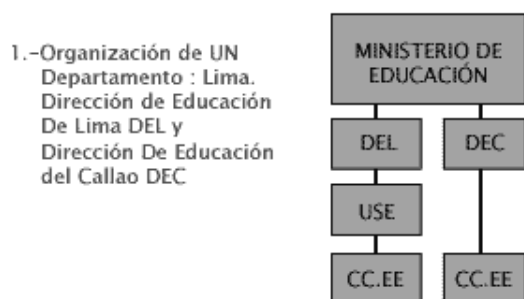 1.-Organización de UN
Departamento : Lima.
Dirección de Educación
De Lima DEL y
Dirección De Educación
del Callao DEC
MINISTERIO DE
EDUCACIÓN
DEL
DEC
USE
CC.EE
CC.EE